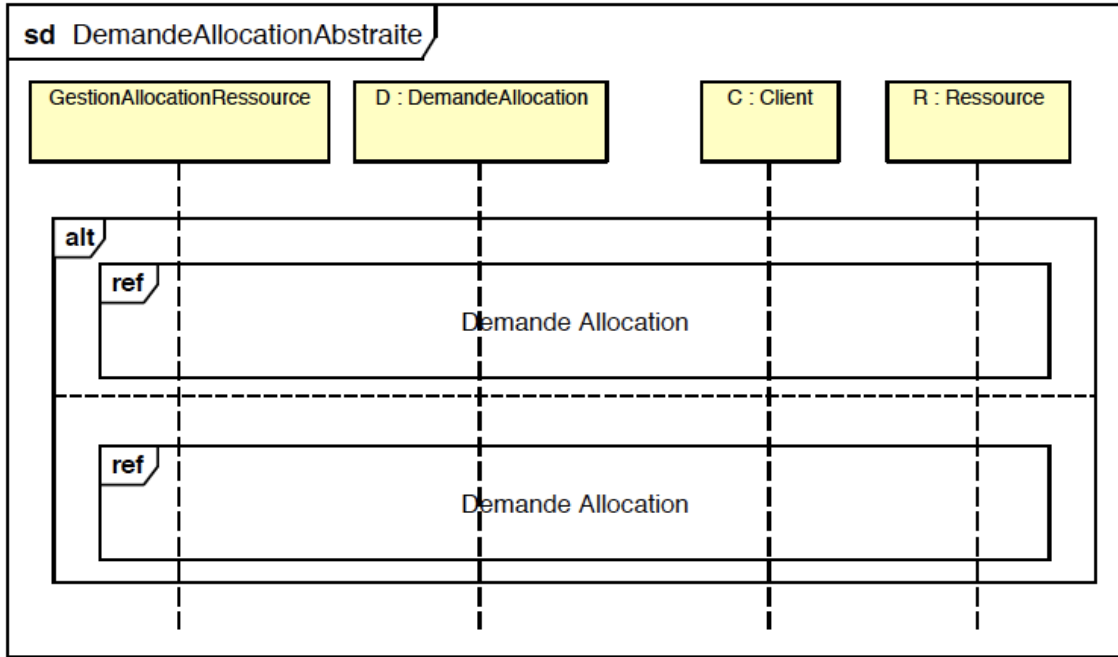 sd DemandeAllocationAbstraite
GestionAllocationRessource
D : DemandeAllocation
C : Client
R : Ressource
alt
ref
Demande Allocation
ref
Demande Allocation